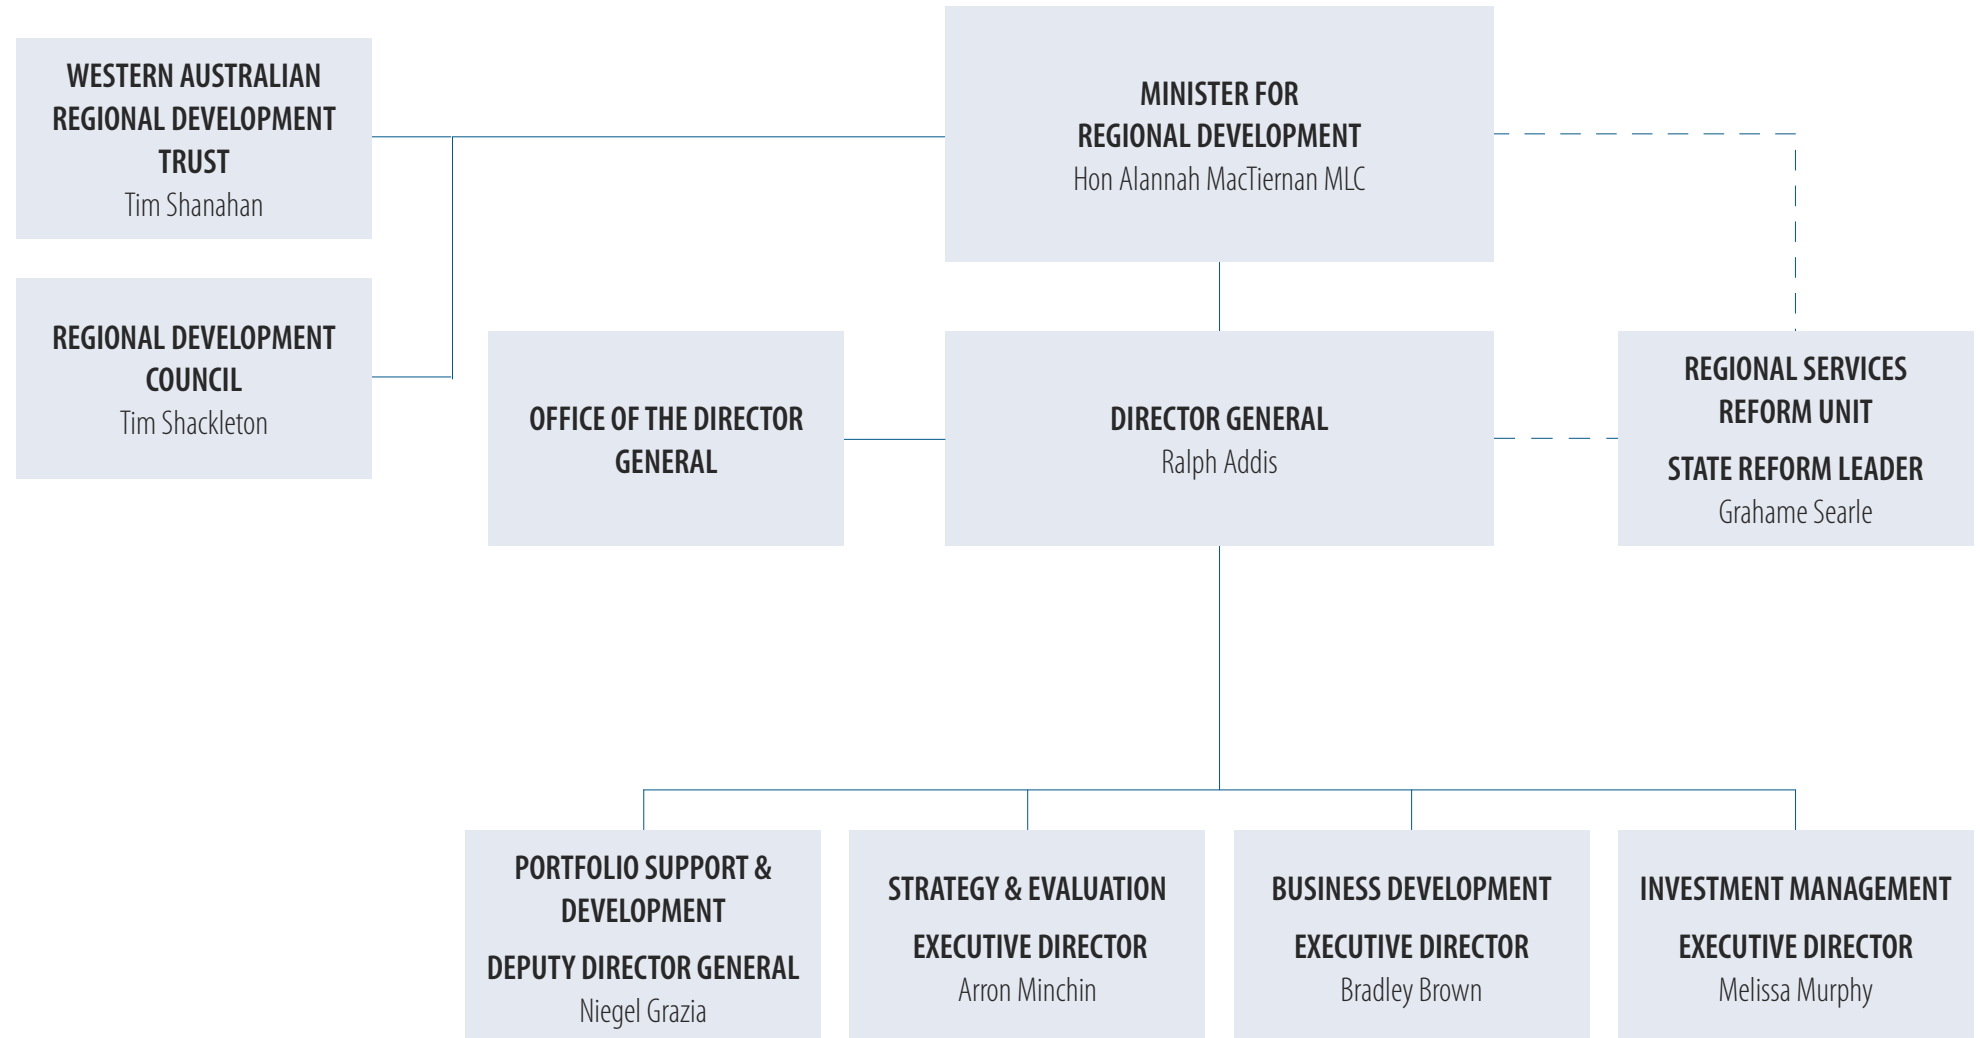 WESTERN AUSTRALIAN
REGIONAL DEVELOPMENT
TRUST
Tim Shanahan
MINISTER FOR
REGIONAL DEVELOPMENT
Hon Alannah MacTiernan MLC
REGIONAL DEVELOPMENT
COUNCIL
Tim Shackleton
OFFICE OF THE DIRECTOR
GENERAL
DIRECTOR GENERAL
Ralph Addis
REGIONAL SERVICES
REFORM UNIT
STATE REFORM LEADER
Grahame Searle
PORTFOLIO SUPPORT &
DEVELOPMENT
DEPUTY DIRECTOR GENERAL
Niegel Grazia
STRATEGY & EVALUATION
EXECUTIVE DIRECTOR
Arron Minchin
BUSINESS DEVELOPMENT
EXECUTIVE DIRECTOR
Bradley Brown
INVESTMENT MANAGEMENT
EXECUTIVE DIRECTOR
Melissa Murphy